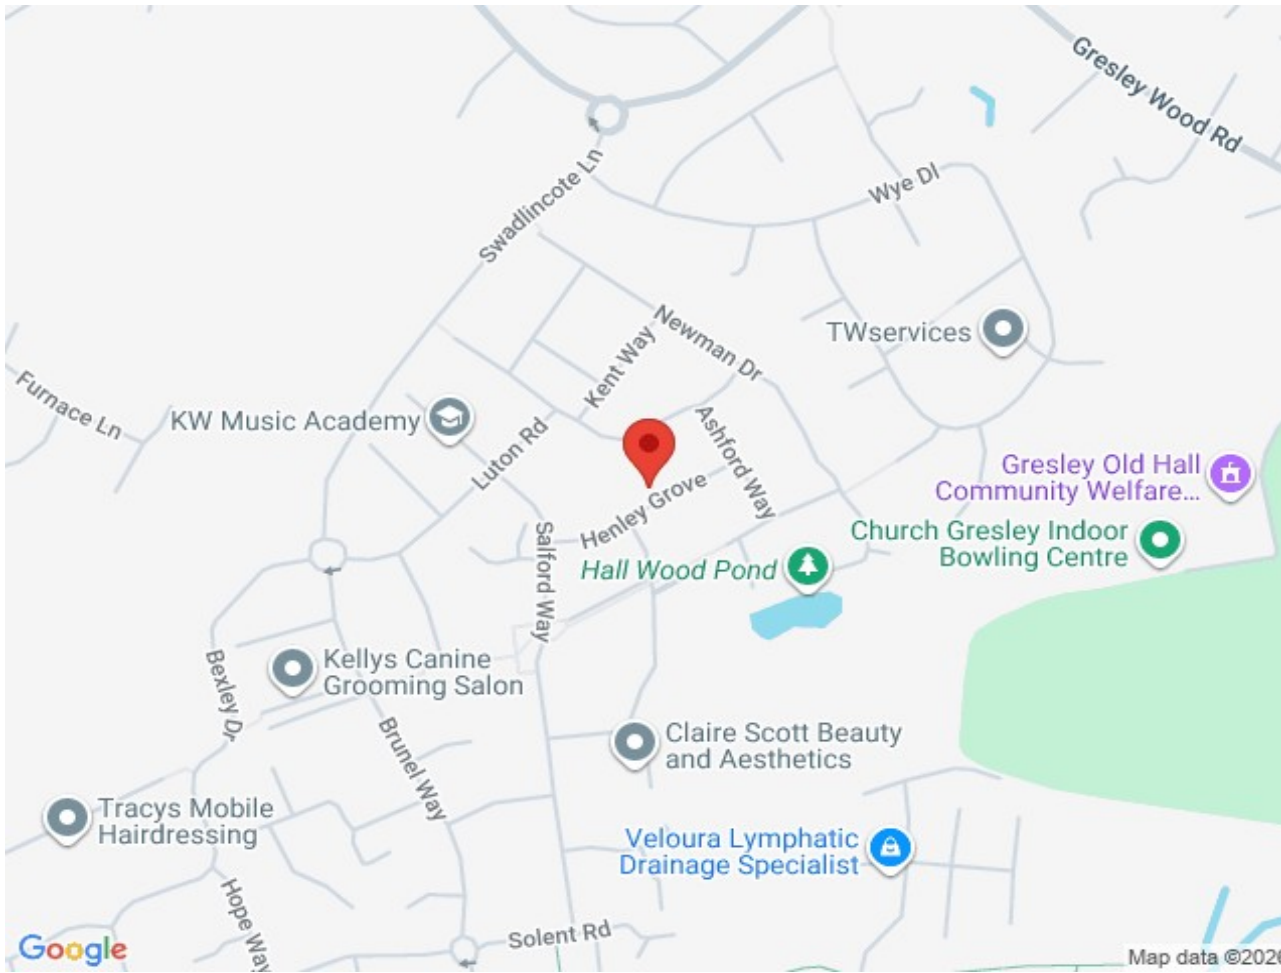 Gresley Wood Rd
Swadlincote Ln
Wye Dl
Newman Dr
TWservices
Kent Way
Furnace Ln
KW Music Academy
Luton Rd
Ashford Way
Gresley Old Hall
Community Welfare...
Henley Grove
Salford Way
Church Gresley Indoor
Bowling Centre
Hall Wood Pond
Kellys Canine
Grooming Salon
Bexley Dr
Brunel Way
Claire Scott Beauty
and Aesthetics
Tracys Mobile
Hairdressing
Veloura Lymphatic
Drainage Specialist
Hope Way
Solent Rd
Google
Map data ©2026